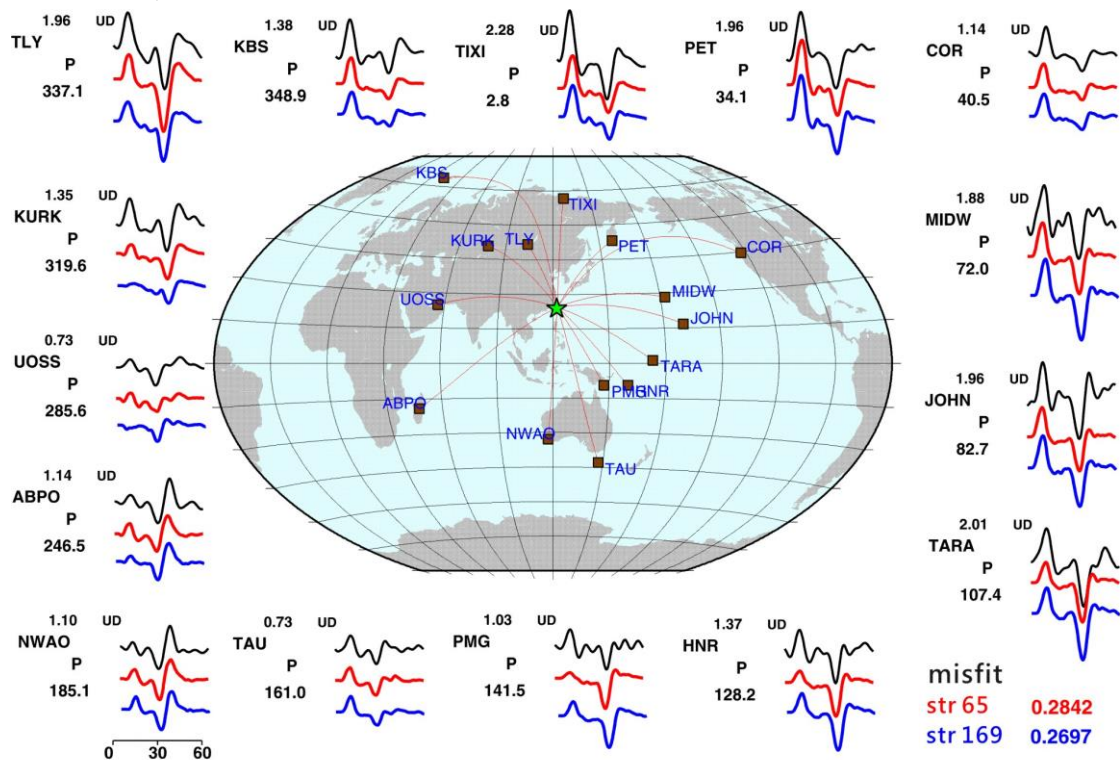 1.96 UD
TLY
P
337.1
1.38 UD
KBS
P
348.9
2.28 UD
TIXI
P
2.8
1.96 UD
PET
P
34.1
1.14 UD
COR
P
40.5
1.35 UD
KURK
P
319.6
0.73 UD
UOSS
P
285.6
1.14 UD
ABPO
P
246.5
KBS
TIXI
KURK
TLY
PET
COR
UOSS
MIDW
JOHN
TARA
PMG
HNR
ABPO
NWAO
TAU
1.88 UD
MIDW
P
72.0
1.96 UD
JOHN
P
82.7
2.01 UD
TARA
P
107.4
1.10 UD
NWAO
P
185.1
0.73 UD
TAU
P
161.0
1.03 UD
PMG
P
141.5
1.37 UD
HNR
P
128.2
0 30 60
misfit
str 65 0.2842
str 169 0.2697